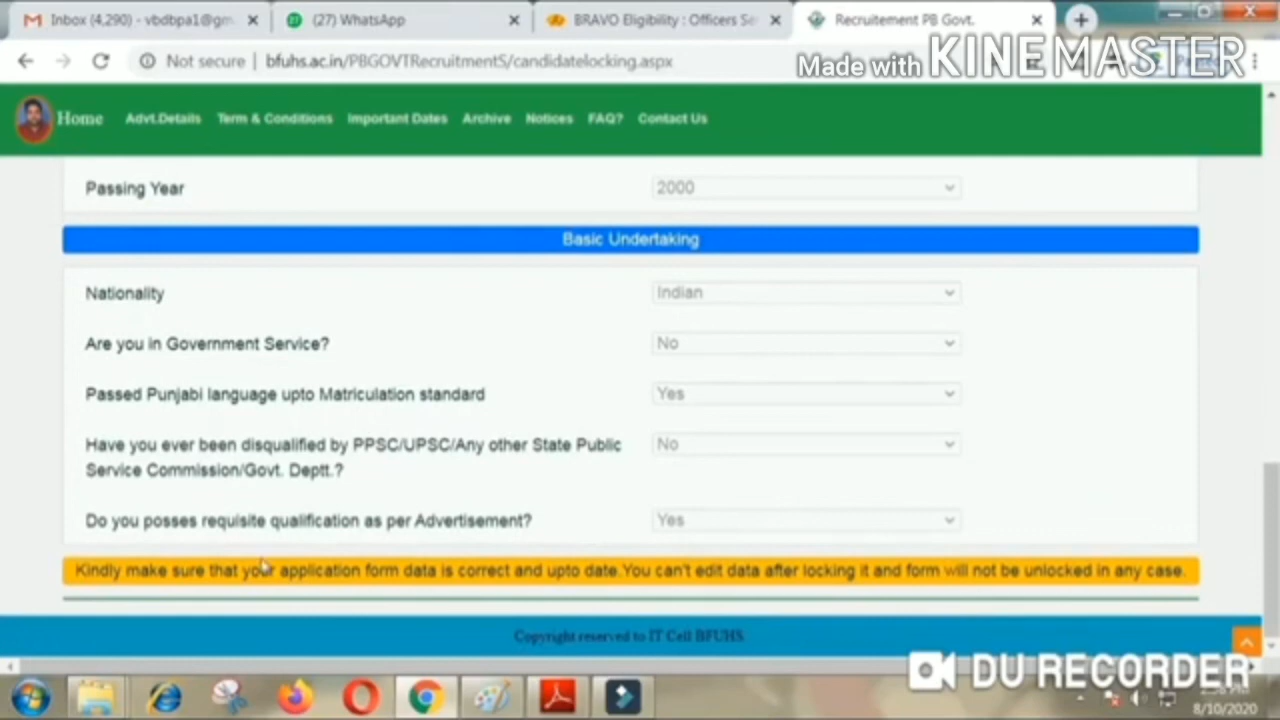 Inbox (4,290) - vbdbpa1@gm
(27) WhatsApp
BRAVO Eligibility : Officers Se
Recruitement PB Govt.
Not secure | bfuhs.ac.in/PBGOVTRecruitmentS/candidatelocking.aspx
Made with KINEMASTER
Home Advt.Details Term & Conditions Important Dates Archive Notices FAQ? Contact Us
Passing Year 2000
Basic Undertaking
Nationality Indian
Are you in Government Service? No
Passed Punjabi language upto Matriculation standard Yes
Have you ever been disqualified by PPSC/UPSC/Any other State Public No
Service Commission/Govt. Deptt.?
Do you posses requisite qualification as per Advertisement? Yes
Kindly make sure that your application form data is correct and upto date.You can't edit data after locking it and form will not be unlocked in any case.
Copyright reserved to IT Cell BFUHS
DU RECORDER
8/10/2020